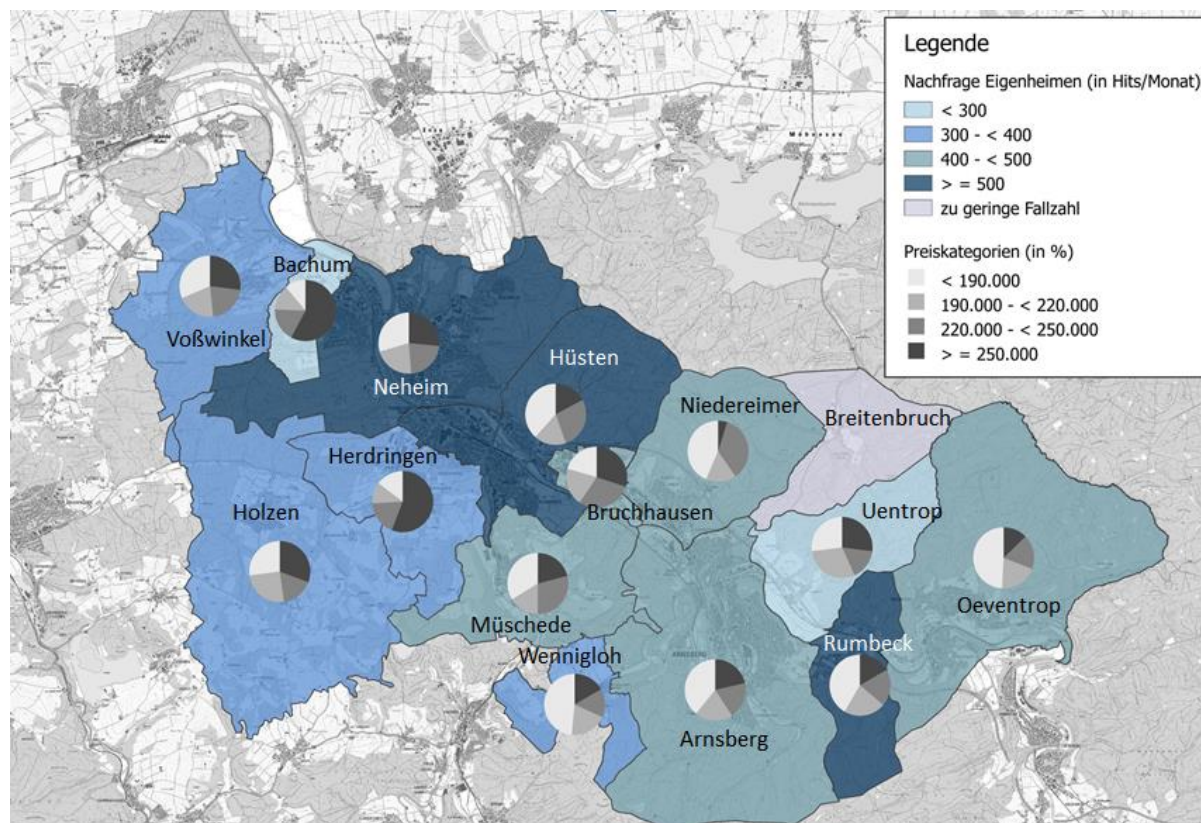 Legende
Nachfrage Eigenheimen (in Hits/Monat)
< 300
300 - < 400
400 - < 500
> = 500
zu geringe Fallzahl
Preiskategorien (in %)
< 190.000
190.000 - < 220.000
220.000 - < 250.000
> = 250.000
Bachum
Voßwinkel
Neheim
Hüsten
Niedereimer
Breitenbruch
Herdringen
Holzen
Bruchhausen
Uentrop
Oeventrop
Müschede
Wennigloh
Rumbeck
Arnsberg